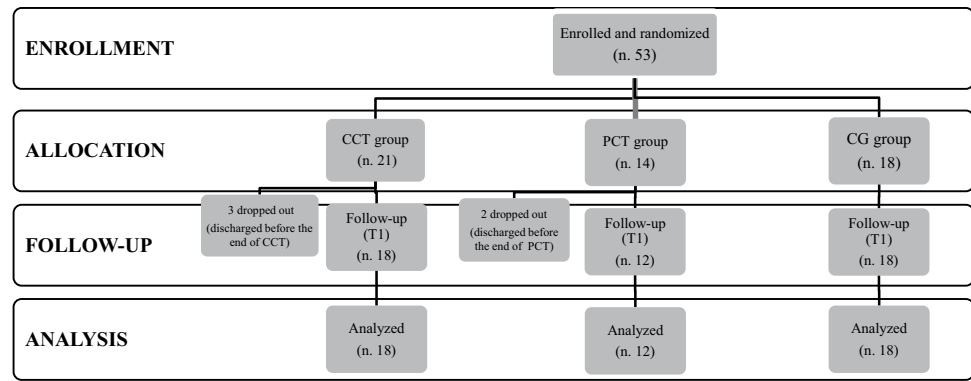 ENROLLMENT
Enrolled and randomized
(n. 53)
ALLOCATION
CCT group
(n. 21)
PCT group
(n. 14)
CG group
(n. 18)
FOLLOW-UP
3 dropped out
(discharged before the
end of CCT)
Follow-up
(T1)
(n. 18)
2 dropped out
(discharged before
the end of PCT)
Follow-up
(T1)
(n. 12)
Follow-up
(T1)
(n. 18)
ANALYSIS
Analyzed
(n. 18)
Analyzed
(n. 12)
Analyzed
(n. 18)